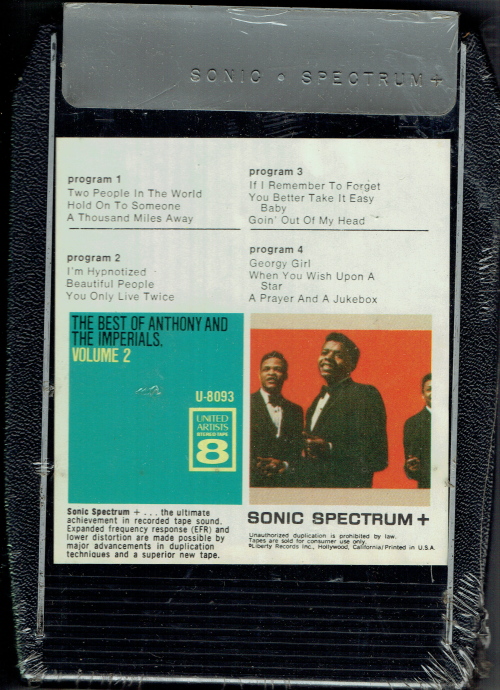 SONIC • SPECTRUM+
program 1
Two People In The World
Hold On To Someone
A Thousand Miles Away
program 2
I'm Hypnotized
Beautiful People
You Only Live Twice
program 3
If I Remember To Forget
You Better Take It Easy
Baby
Goin' Out Of My Head
program 4
Georgy Girl
When You Wish Upon A
Star
A Prayer And A Jukebox
THE BEST OF ANTHONY AND
THE IMPERIALS,
VOLUME 2
U-8093
UNITED
ARTISTS
STEREO TAPE
8
Sonic Spectrum + . . . the ultimate
achievement in recorded tape sound.
Expanded frequency response (EFR) and
lower distortion are made possible by
major advancements in duplication
techniques and a superior new tape.
SONIC SPECTRUM +
Unauthorized duplication is prohibited by law.
Tapes are sold for consumer use only.
©Liberty Records Inc., Hollywood, California/Printed in U.S.A.